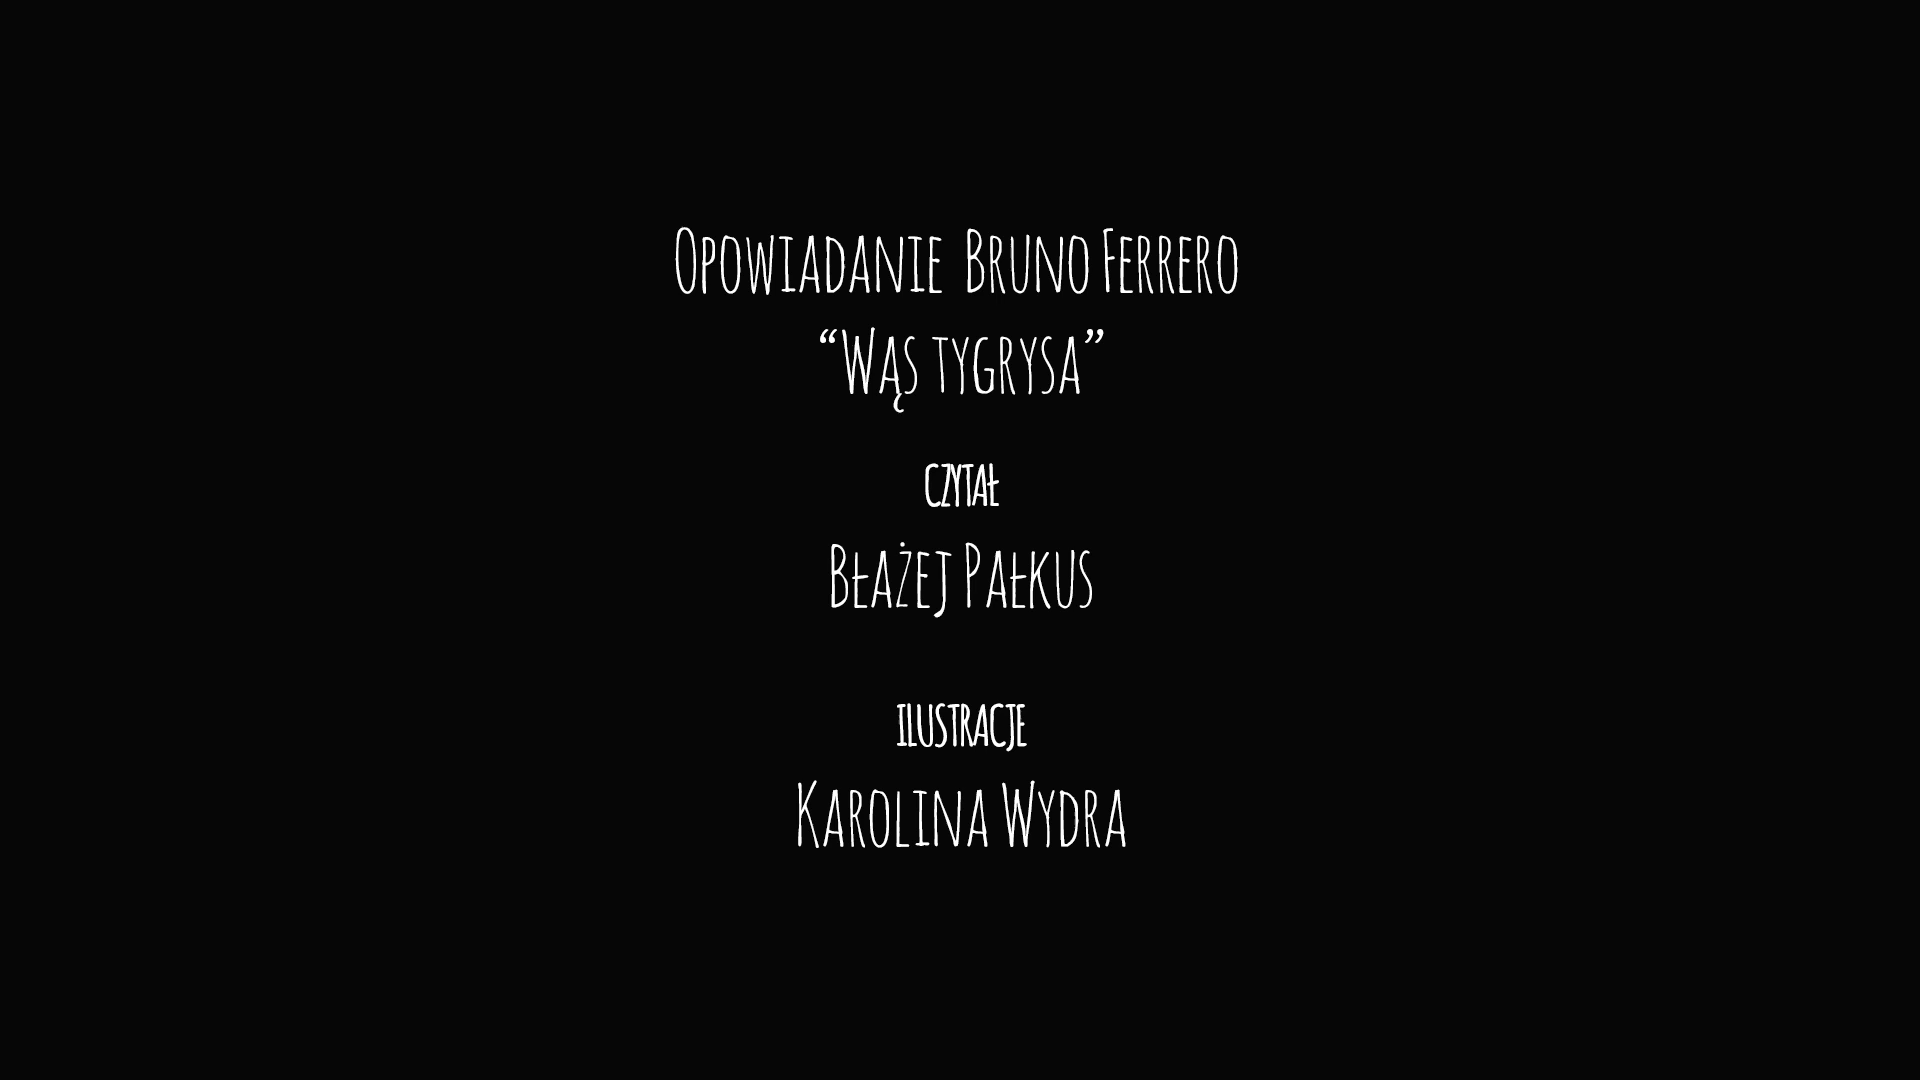 Opowiadanie Bruno Ferrero
“Wąs tygrysa”
czytał
Błażej Pałkus
ilustracje
Karolina Wydra